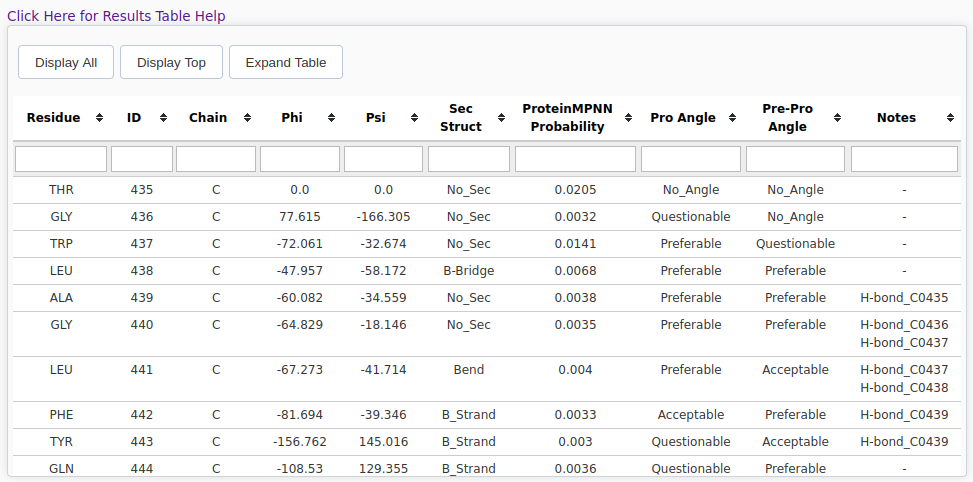 Click Here for Results Table Help
Display All Display Top Expand Table
Residue ID Chain Phi Psi Sec Struct ProteinMPNN Probability Pro Angle Pre-Pro Angle Notes
THR 435 C 0.0 0.0 No_Sec 0.0205 No_Angle No_Angle -
GLY 436 C 77.615 -166.305 No_Sec 0.0032 Questionable No_Angle -
TRP 437 C -72.061 -32.674 No_Sec 0.0141 Preferable Questionable -
LEU 438 C -47.957 -58.172 B-Bridge 0.0068 Preferable Preferable -
ALA 439 C -60.082 -34.559 No_Sec 0.0038 Preferable Preferable H-bond_C0435
GLY 440 C -64.829 -18.146 No_Sec 0.0035 Preferable Preferable H-bond_C0436
H-bond_C0437
LEU 441 C -67.273 -41.714 Bend 0.004 Preferable Acceptable H-bond_C0437
H-bond_C0438
PHE 442 C -81.694 -39.346 B_Strand 0.0033 Acceptable Preferable H-bond_C0439
TYR 443 C -156.762 145.016 B_Strand 0.003 Questionable Acceptable H-bond_C0439
GLN 444 C -108.53 129.355 B_Strand 0.0036 Questionable Preferable -